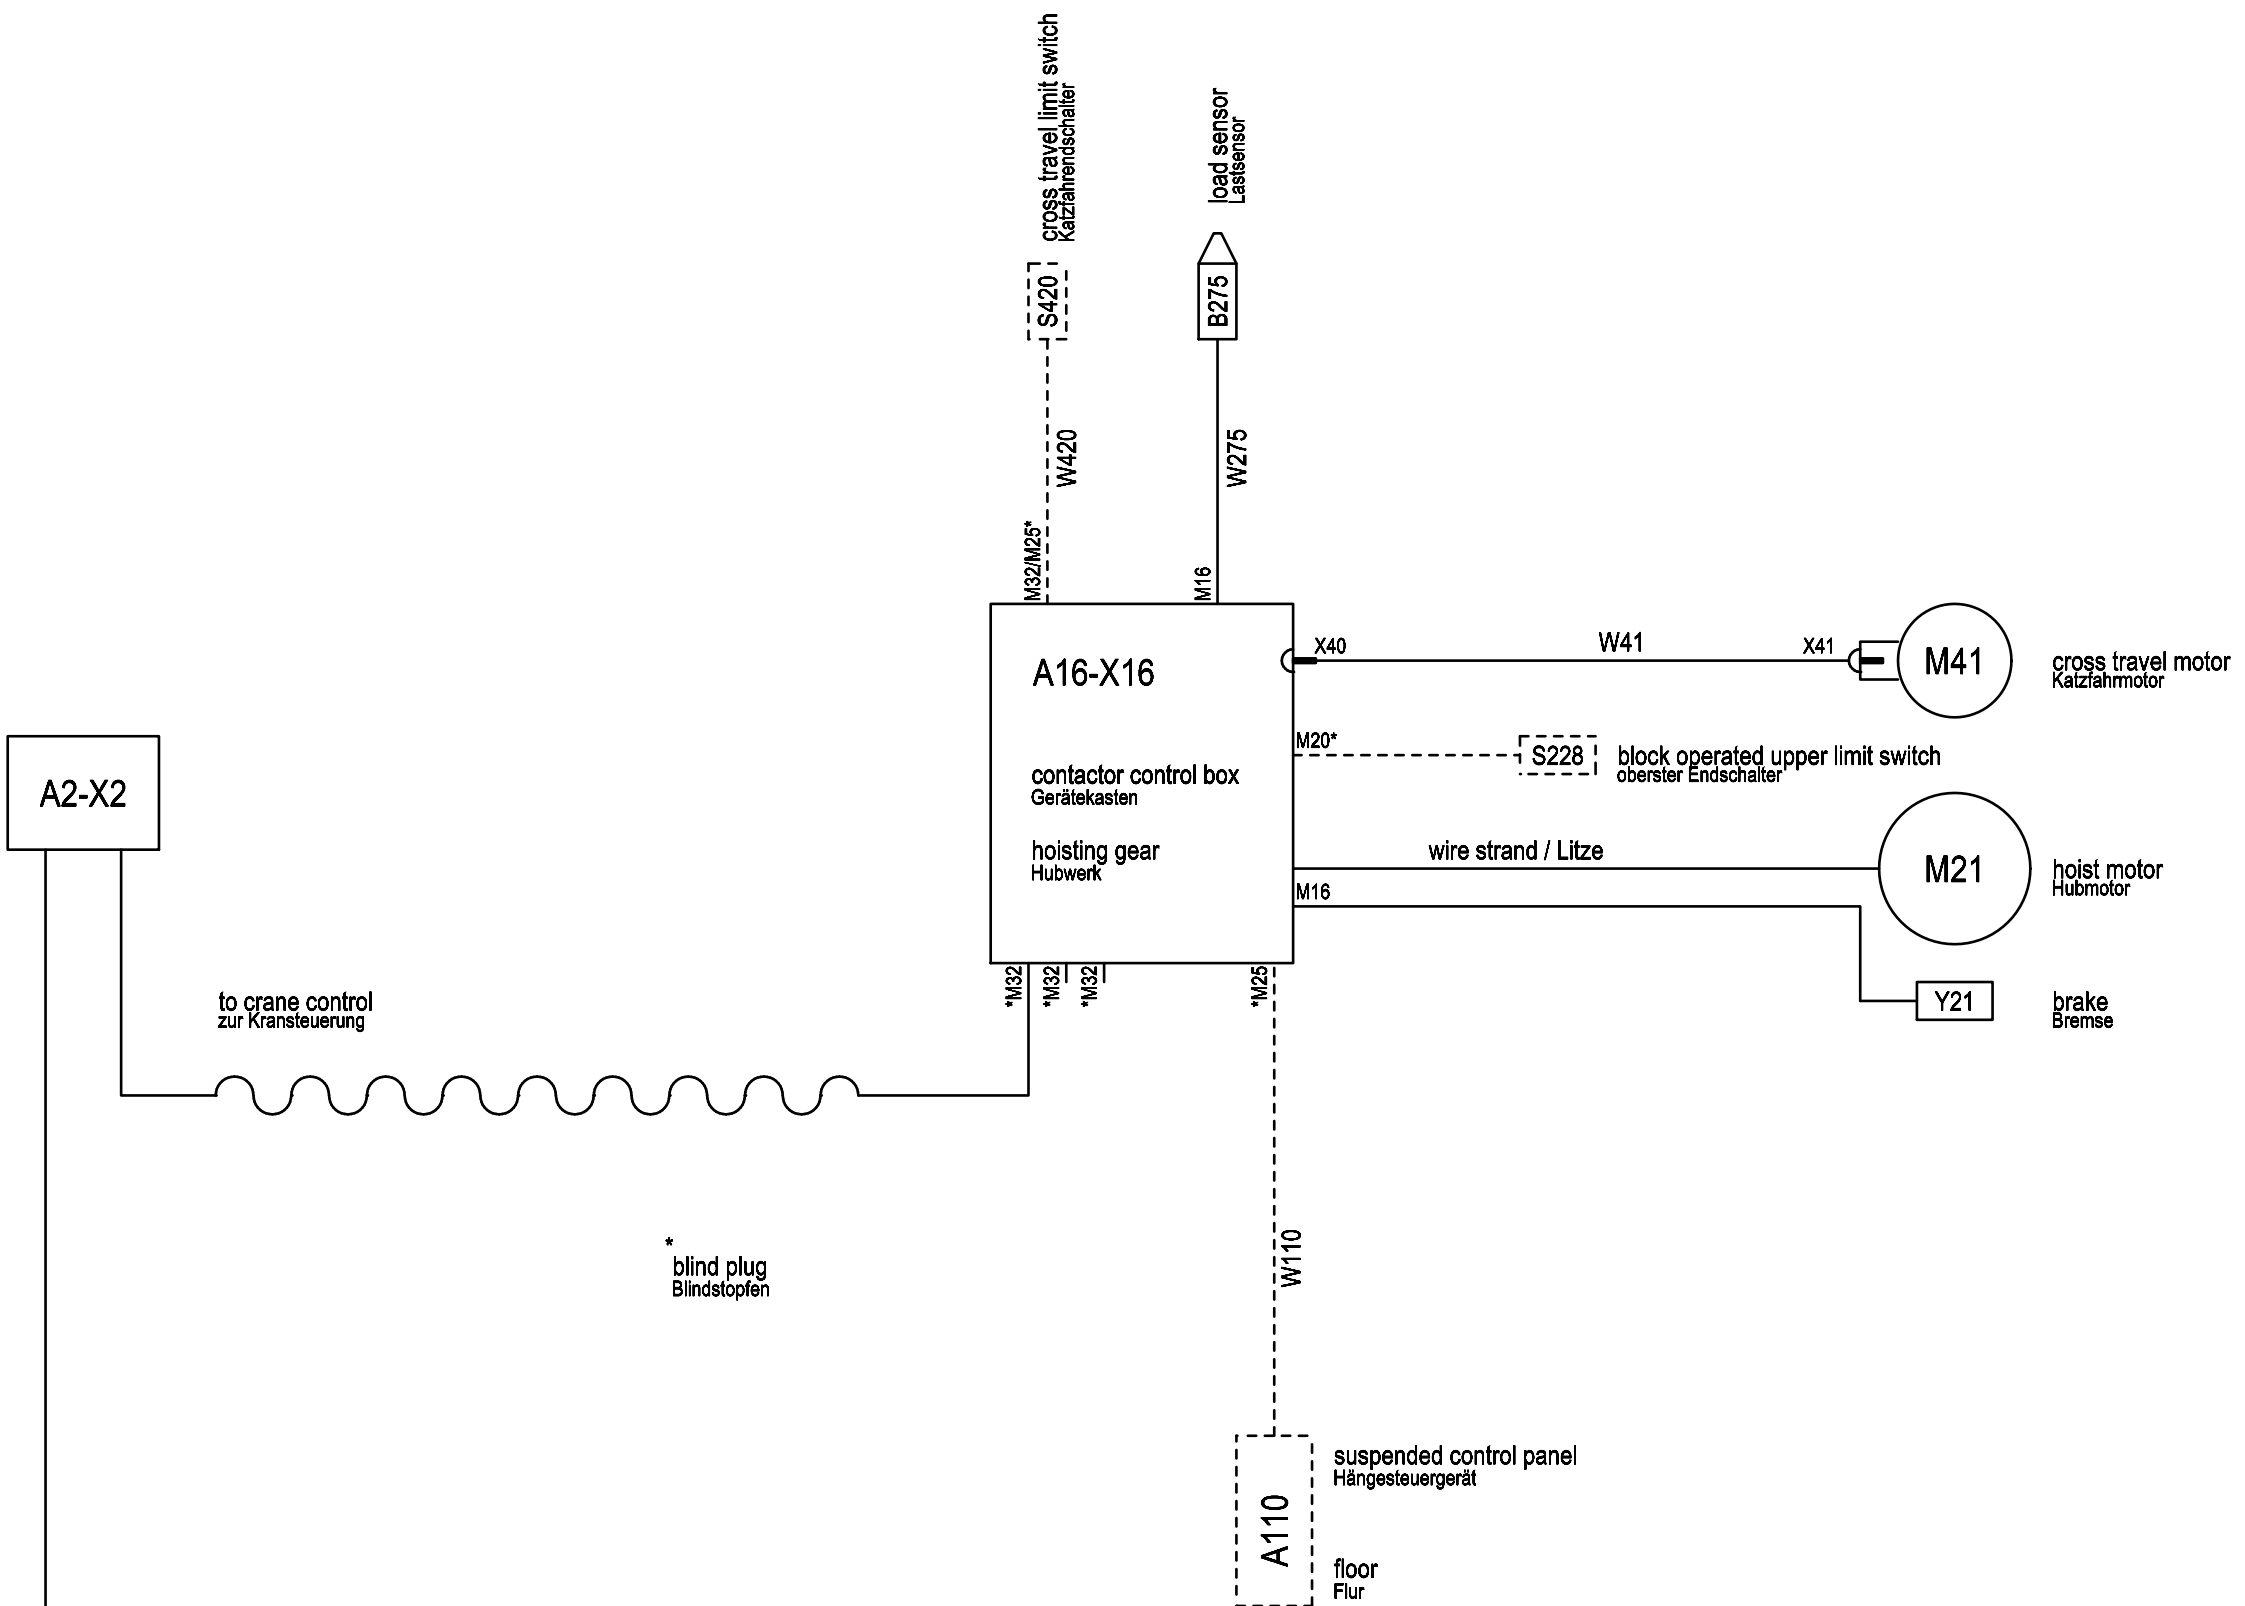 cross travel limit switch
Katzfahrendschalter
load sensor
Lastsensor
S420
B275
W420
W275
M32/M25*
M16
A16-X16
contactor control box
Gerätekasten
hoisting gear
Hubwerk
X40
W41
X41
M41
cross travel motor
Katzfahrmotor
M20*
S228
block operated upper limit switch
oberster Endschalter
A2-X2
wire strand / Litze
M21
hoist motor
Hubmotor
M16
Y21
brake
Bremse
*M32
*M32
*M32
*M25
to crane control
zur Kransteuerung
*
blind plug
Blindstopfen
W110
A110
suspended control panel
Hängesteuergerät
floor
Flur